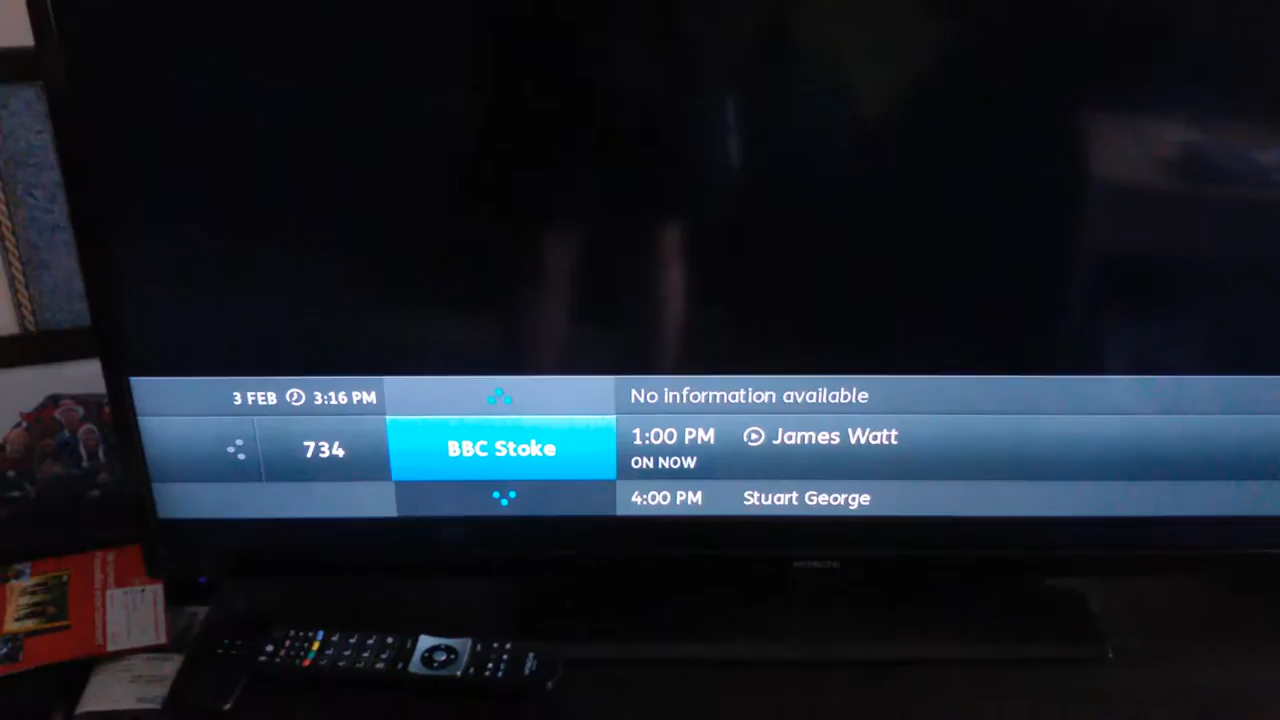 3 FEB 3:16 PM
No information available
734
BBC Stoke
1:00 PM James Watt
ON NOW
4:00 PM Stuart George
HITACHI